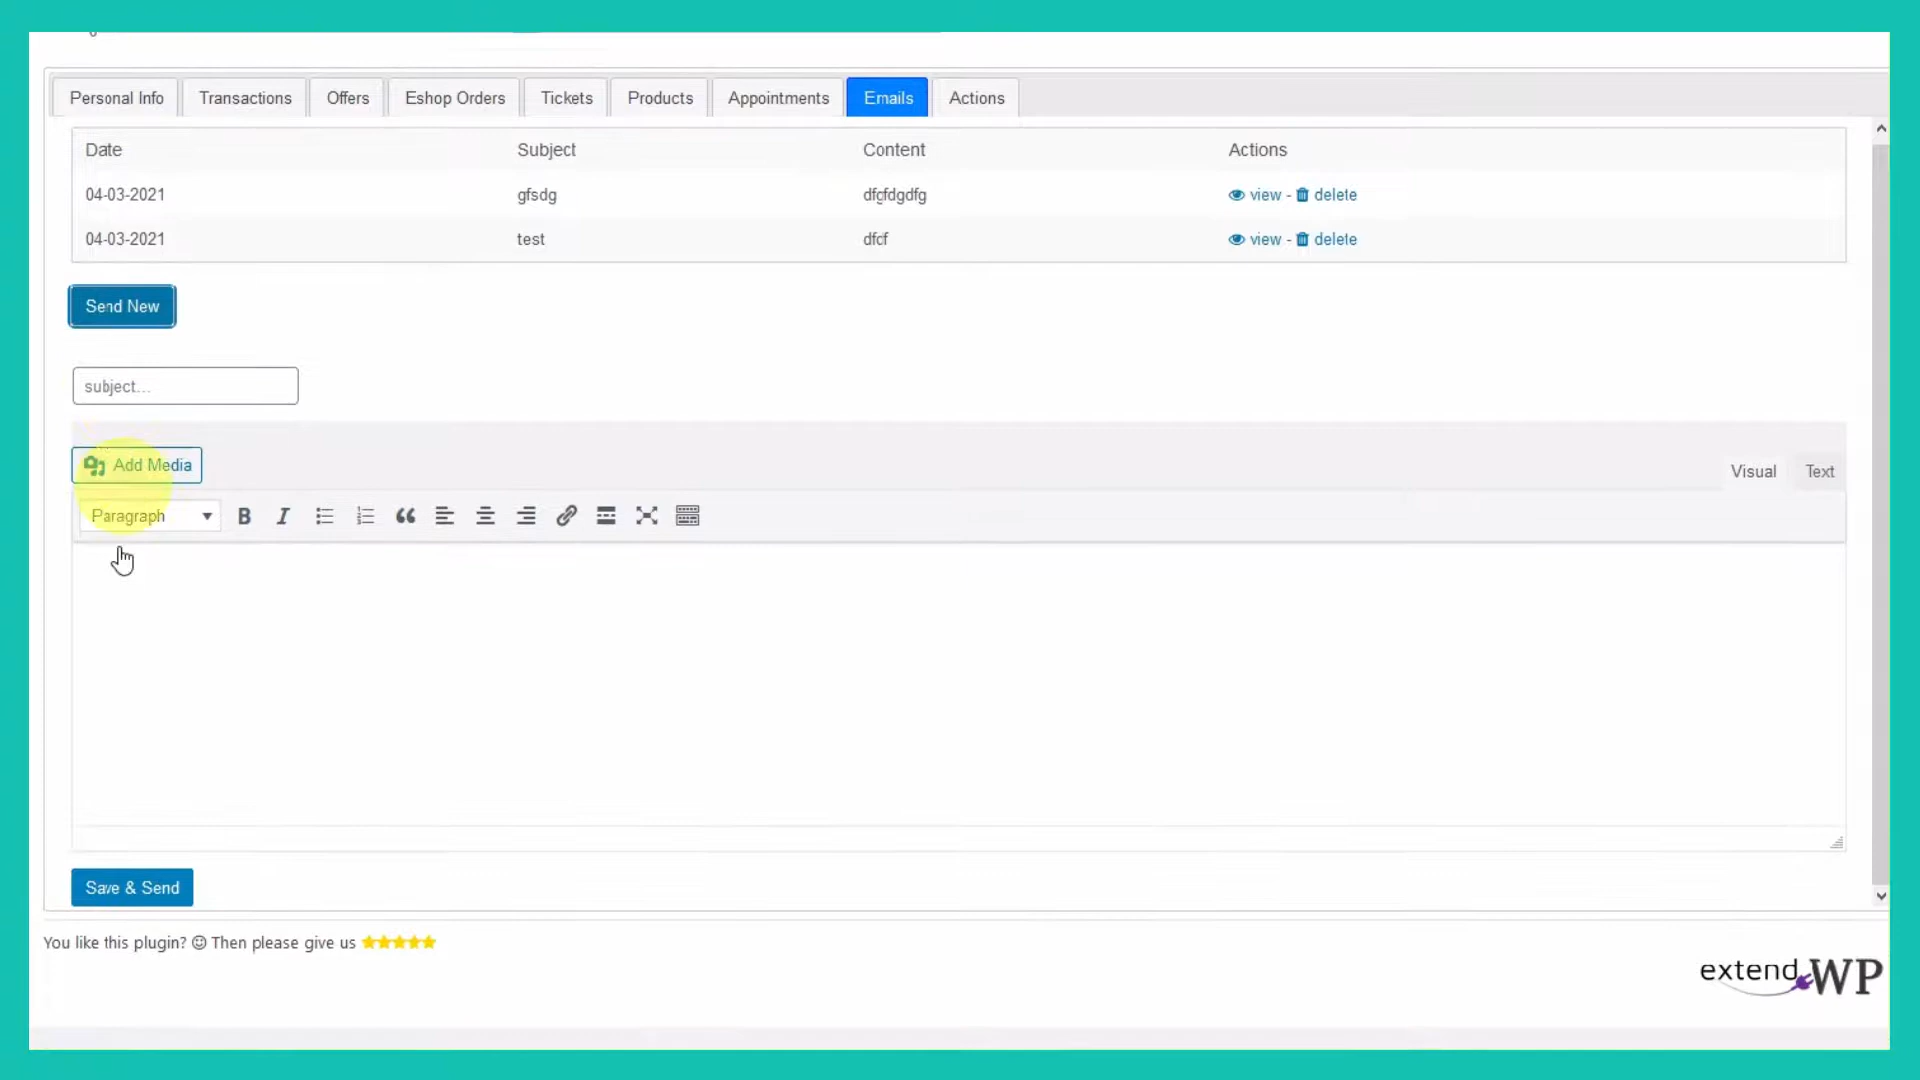 Personal Info Transactions Offers Eshop Orders Tickets Products Appointments Emails Actions
Date Subject Content Actions
04-03-2021 gfsdg dfgfdgdfg view - delete
04-03-2021 test dfdf view - delete
Send New
subject...
Add Media
Visual Text
Paragraph
Save & Send
You like this plugin? Then please give us
extendWP